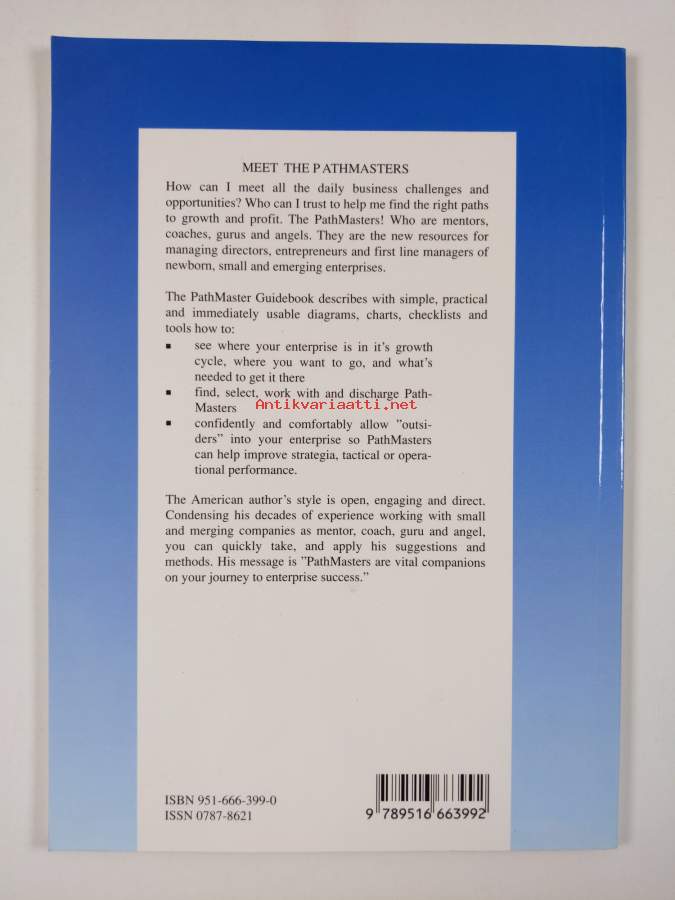 MEET THE PATHMASTERS
How can I meet all the daily business challenges and
opportunities? Who can I trust to help me find the right paths
to growth and profit. The PathMasters! Who are mentors,
coaches, gurus and angels. They are the new resources for
managing directors, entrepreneurs and first line managers of
newborn, small and emerging enterprises.
The PathMaster Guidebook describes with simple, practical
and immediately usable diagrams, charts, checklists and
tools how to:
▪ see where your enterprise is in it's growth
cycle, where you want to go, and what's
needed to get it there
▪ find, select, work with and discharge Path-
Masters
Antikvariaatti.net
▪ confidently and comfortably allow ”outsi-
ders” into your enterprise so PathMasters
can help improve strategia, tactical or opera-
tional performance.
The American author's style is open, engaging and direct.
Condensing his decades of experience working with small
and merging companies as mentor, coach, guru and angel,
you can quickly take, and apply his suggestions and
methods. His message is ”PathMasters are vital companions
on your journey to enterprise success.”
ISBN 951-666-399-0
ISSN 0787-8621
9 789516 663992